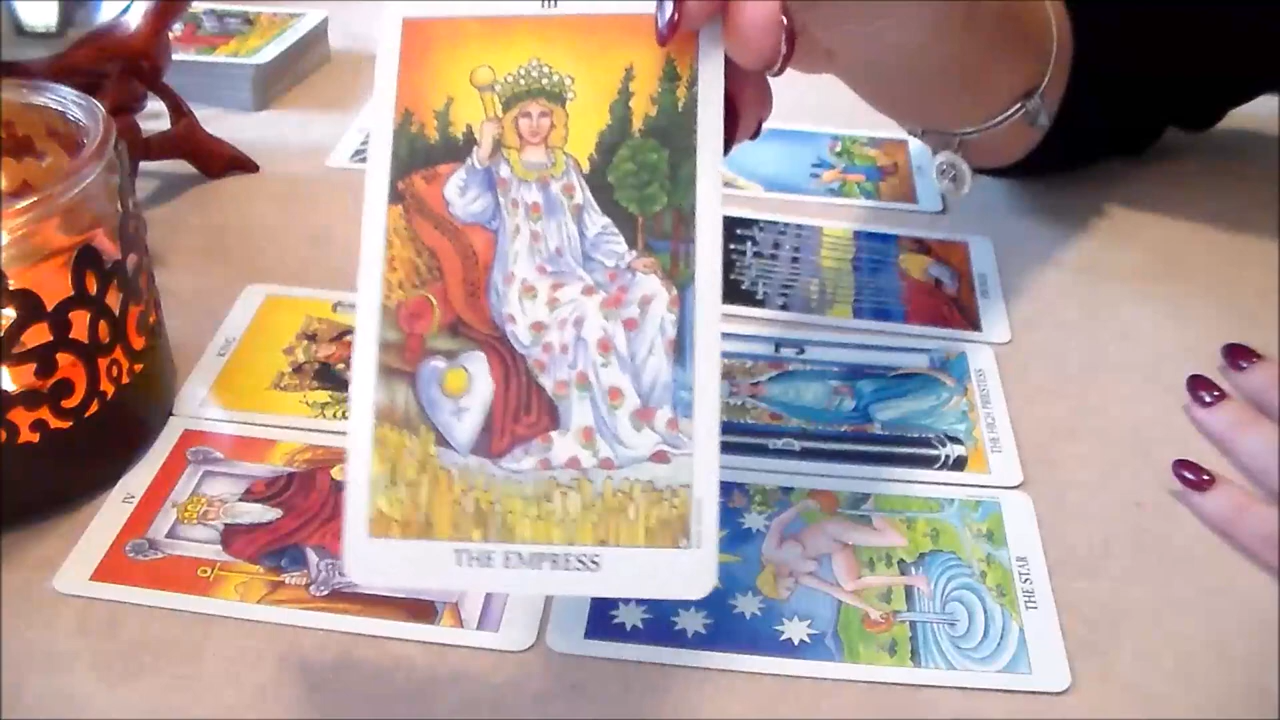 III
THE EMPRESS
KING
IV
THE HIGH PRIESTESS
THE STAR